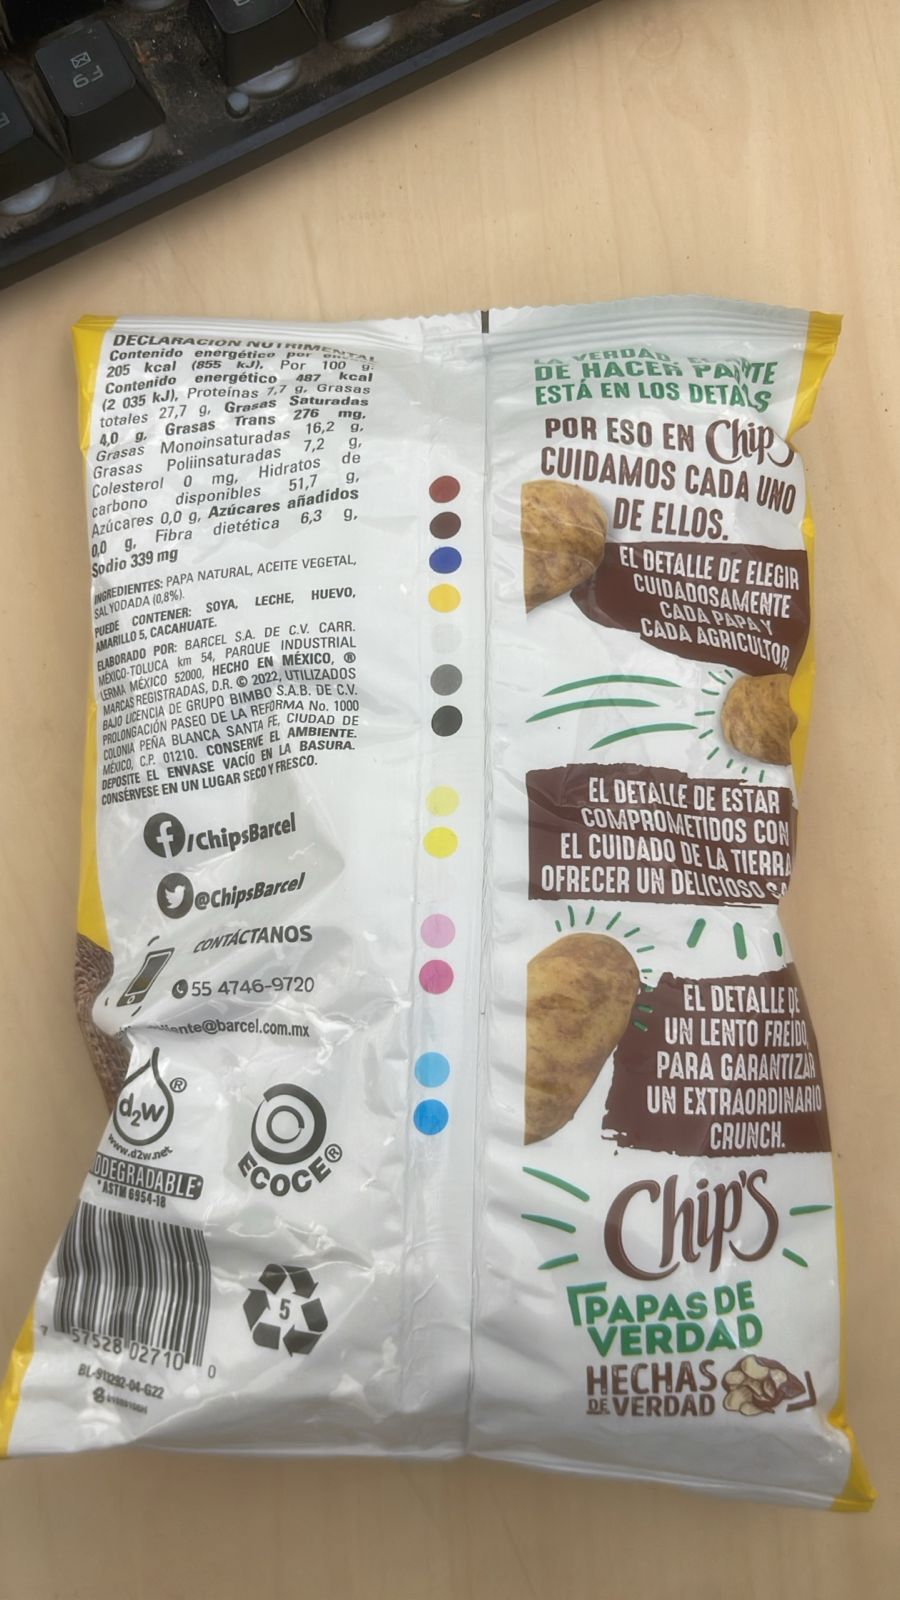 F9
DECLARACIÓN NUTRIMENTAL
Contenido energético por
205 kcal (855 kJ), Por 100 g:
Contenido energético 487 kcal
(2 035 kJ), Proteínas 7,7 g, Grasas
totales 27,7 g, Grasas Saturadas
4,0 g, Grasas Trans 276 mg,
Grasas Monoinsaturadas 16,2 g,
Grasas Poliinsaturadas 7,2 g,
Colesterol 0 mg, Hidratos de
carbono disponibles 51,7 g,
Azúcares 0,0 g, Azúcares añadidos
0,0 g, Fibra dietética 6,3 g,
Sodio 339 mg
INGREDIENTES: PAPA NATURAL, ACEITE VEGETAL,
SAL YODADA (0,8%).
PUEDE CONTENER: SOYA, LECHE, HUEVO,
AMARILLO 5, CACAHUATE.
ELABORADO POR: BARCEL S.A. DE C.V. CARR.
MÉXICO-TOLUCA km 54, PARQUE INDUSTRIAL
LERMA MÉXICO 52000, HECHO EN MÉXICO, ®
MARCAS REGISTRADAS, D.R. © 2022, UTILIZADOS
BAJO LICENCIA DE GRUPO BIMBO S.A.B. DE C.V.
PROLONGACIÓN PASEO DE LA REFORMA No. 1000
COLONIA PEÑA BLANCA SANTA FE, CIUDAD DE
MÉXICO, C.P. 01210. CONSERVE EL AMBIENTE.
DEPOSITE EL ENVASE VACÍO EN LA BASURA.
CONSÉRVESE EN UN LUGAR SECO Y FRESCO.
/ChipsBarcel
@ChipsBarcel
CONTÁCTANOS
55 4746-9720
iente@barcel.com.mx
d2w®
www.d2w.net
ODEGRADABLE*
*ASTM 6954-18
ECOCE®
5
7 57528 02710 0
BL-911292-04-G22
LA VERDAD,
DE HACER PA TE
ESTÁ EN LOS DETAL S
POR ESO EN Chip
CUIDAMOS CADA UNO
DE ELLOS.
EL DETALLE DE ELEGIR
CUIDADOSAMENTE
CADA PAPA Y
CADA AGRICULTOR.
EL DETALLE DE ESTAR
COMPROMETIDOS CON
EL CUIDADO DE LA TIERRA
OFRECER UN DELICIOSO
EL DETALLE DE
UN LENTO FREIDO,
PARA GARANTIZAR
UN EXTRAORDINARIO
CRUNCH.
Chip's
PAPAS DE
VERDAD
HECHAS
DE VERDAD